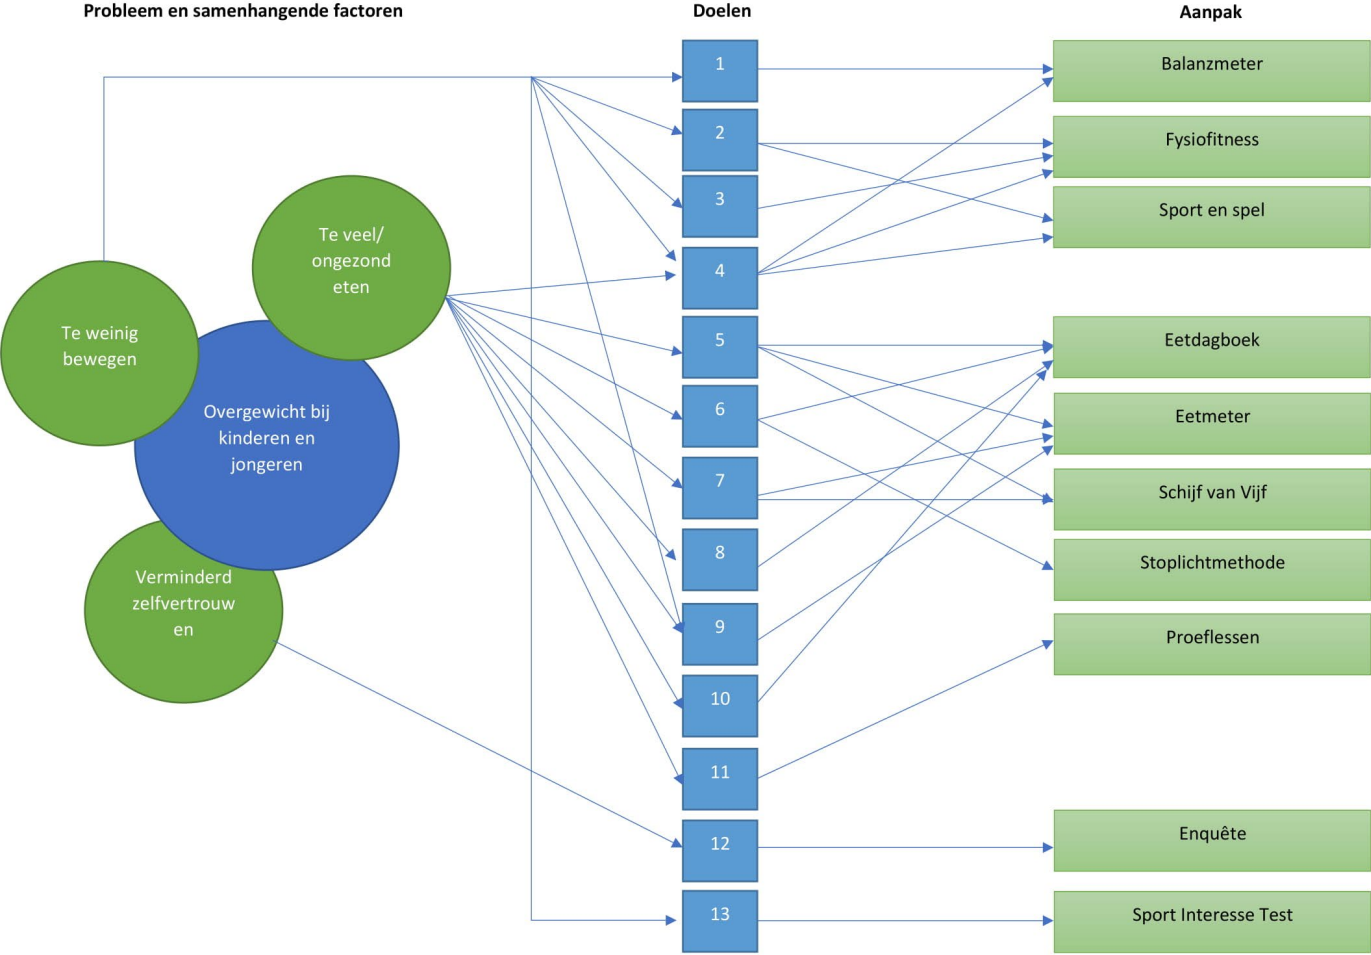 Probleem en samenhangende factoren
Doelen
Aanpak
Te veel/
ongezond
eten
Te weinig
bewegen
Overgewicht bij
kinderen en
jongeren
Verminderd
zelfvertrouw
en
1
2
3
4
5
6
7
8
9
10
11
12
13
Balanzmeter
Fysiofitness
Sport en spel
Eetdagboek
Eetmeter
Schijf van Vijf
Stoplichtmethode
Proeflessen
Enquête
Sport Interesse Test